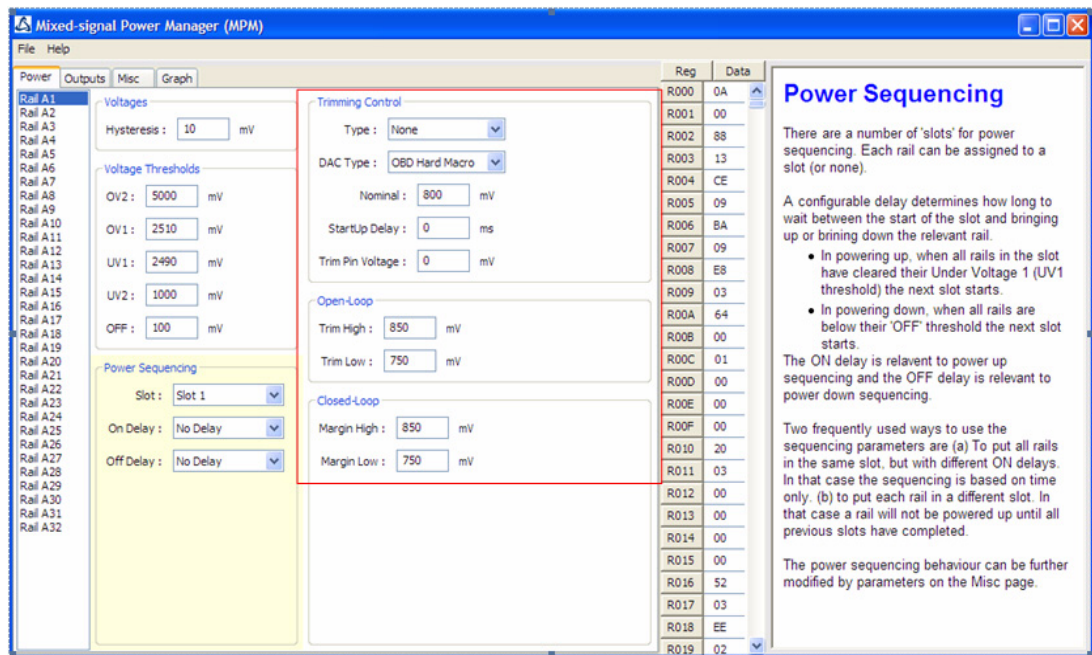 Mixed-signal Power Manager (MPM)
File Help
Power Outputs Misc Graph
Rail A1
Rail A2
Rail A3
Rail A4
Rail A5
Rail A6
Rail A7
Rail A8
Rail A9
Rail A10
Rail A11
Rail A12
Rail A13
Rail A14
Rail A15
Rail A16
Rail A17
Rail A18
Rail A19
Rail A20
Rail A21
Rail A22
Rail A23
Rail A24
Rail A25
Rail A26
Rail A27
Rail A28
Rail A29
Rail A30
Rail A31
Rail A32
Voltages
Hysteresis : 10 mV
Voltage Thresholds
OV2 : 5000 mV
OV1 : 2510 mV
UV1 : 2490 mV
UV2 : 1000 mV
OFF : 100 mV
Power Sequencing
Slot : Slot 1
On Delay : No Delay
Off Delay : No Delay
Trimming Control
Type : None
DAC Type : OBD Hard Macro
Nominal : 800 mV
StartUp Delay : 0 ms
Trim Pin Voltage : 0 mV
Open-Loop
Trim High : 850 mV
Trim Low : 750 mV
Closed-Loop
Margin High : 850 mV
Margin Low : 750 mV
Reg Data
R000 0A
R001 00
R002 88
R003 13
R004 CE
R005 09
R006 BA
R007 09
R008 E8
R009 03
R00A 64
R00B 00
R00C 01
R00D 00
R00E 00
R00F 00
R010 20
R011 03
R012 00
R013 00
R014 00
R015 00
R016 52
R017 03
R018 EE
R019 02
Power Sequencing
There are a number of 'slots' for power
sequencing. Each rail can be assigned to a
slot (or none).
A configurable delay determines how long to
wait between the start of the slot and bringing
up or brining down the relevant rail.
• In powering up, when all rails in the slot
have cleared their Under Voltage 1 (UV1
threshold) the next slot starts.
• In powering down, when all rails are
below their 'OFF' threshold the next slot
starts.
The ON delay is relavent to power up
sequencing and the OFF delay is relevant to
power down sequencing.
Two frequently used ways to use the
sequencing parameters are (a) To put all rails
in the same slot, but with different ON delays.
In that case the sequencing is based on time
only. (b) to put each rail in a different slot. In
that case a rail will not be powered up until all
previous slots have completed.
The power sequencing behaviour can be further
modified by parameters on the Misc page.